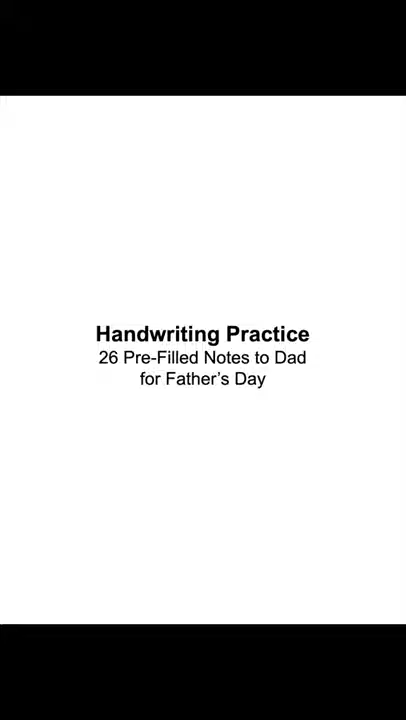 Handwriting Practice
26 Pre-Filled Notes to Dad
for Father’s Day